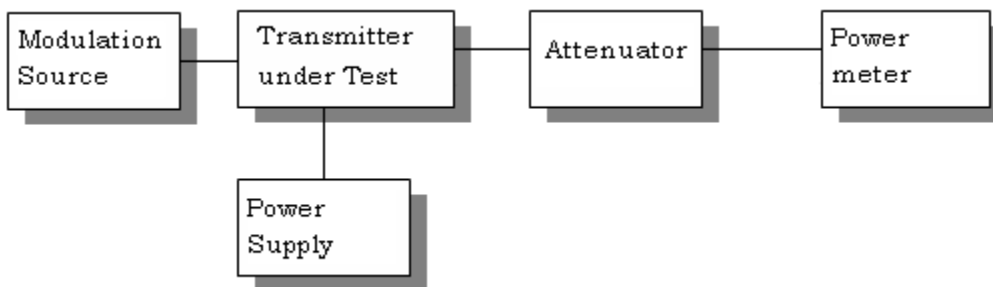 Modulation
Source
Transmitter
under Test
Attenuator
Power
meter
Power
Supply